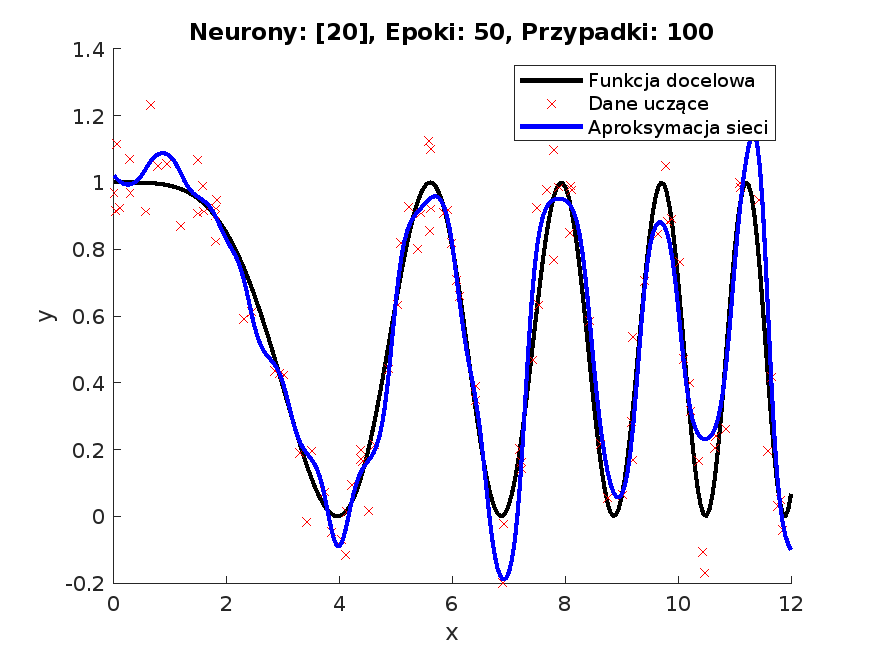 Neurony: [20], Epoki: 50, Przypadki: 100
1.4
1.2
1
0.8
0.6
0.4
0.2
0
-0.2
y
Funkcja docelowa
Dane uczące
Aproksymacja sieci
0 2 4 6 8 10 12
x